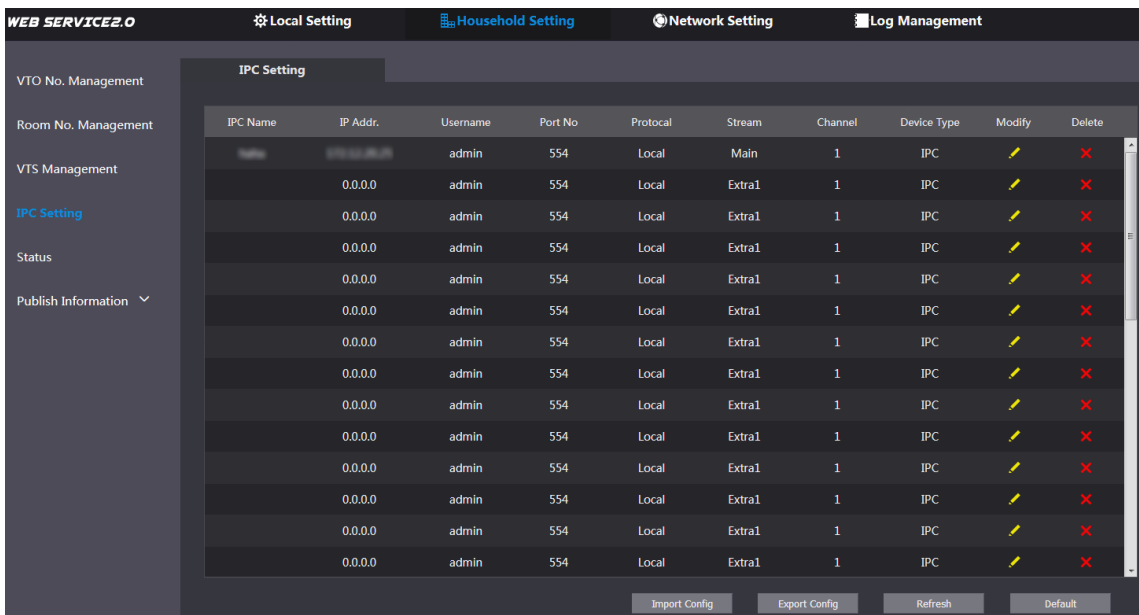 WEB SERVICE2.0 Local Setting Household Setting Network Setting Log Management
IPC Setting
VTO No. Management
Room No. Management
VTS Management
IPC Setting
Status
Publish Information
IPC Name IP Addr. Username Port No Protocal Stream Channel Device Type Modify Delete
admin 554 Local Main 1 IPC
0.0.0.0 admin 554 Local Extra1 1 IPC
0.0.0.0 admin 554 Local Extra1 1 IPC
0.0.0.0 admin 554 Local Extra1 1 IPC
0.0.0.0 admin 554 Local Extra1 1 IPC
0.0.0.0 admin 554 Local Extra1 1 IPC
0.0.0.0 admin 554 Local Extra1 1 IPC
0.0.0.0 admin 554 Local Extra1 1 IPC
0.0.0.0 admin 554 Local Extra1 1 IPC
0.0.0.0 admin 554 Local Extra1 1 IPC
0.0.0.0 admin 554 Local Extra1 1 IPC
0.0.0.0 admin 554 Local Extra1 1 IPC
0.0.0.0 admin 554 Local Extra1 1 IPC
0.0.0.0 admin 554 Local Extra1 1 IPC
Import Config Export Config Refresh Default